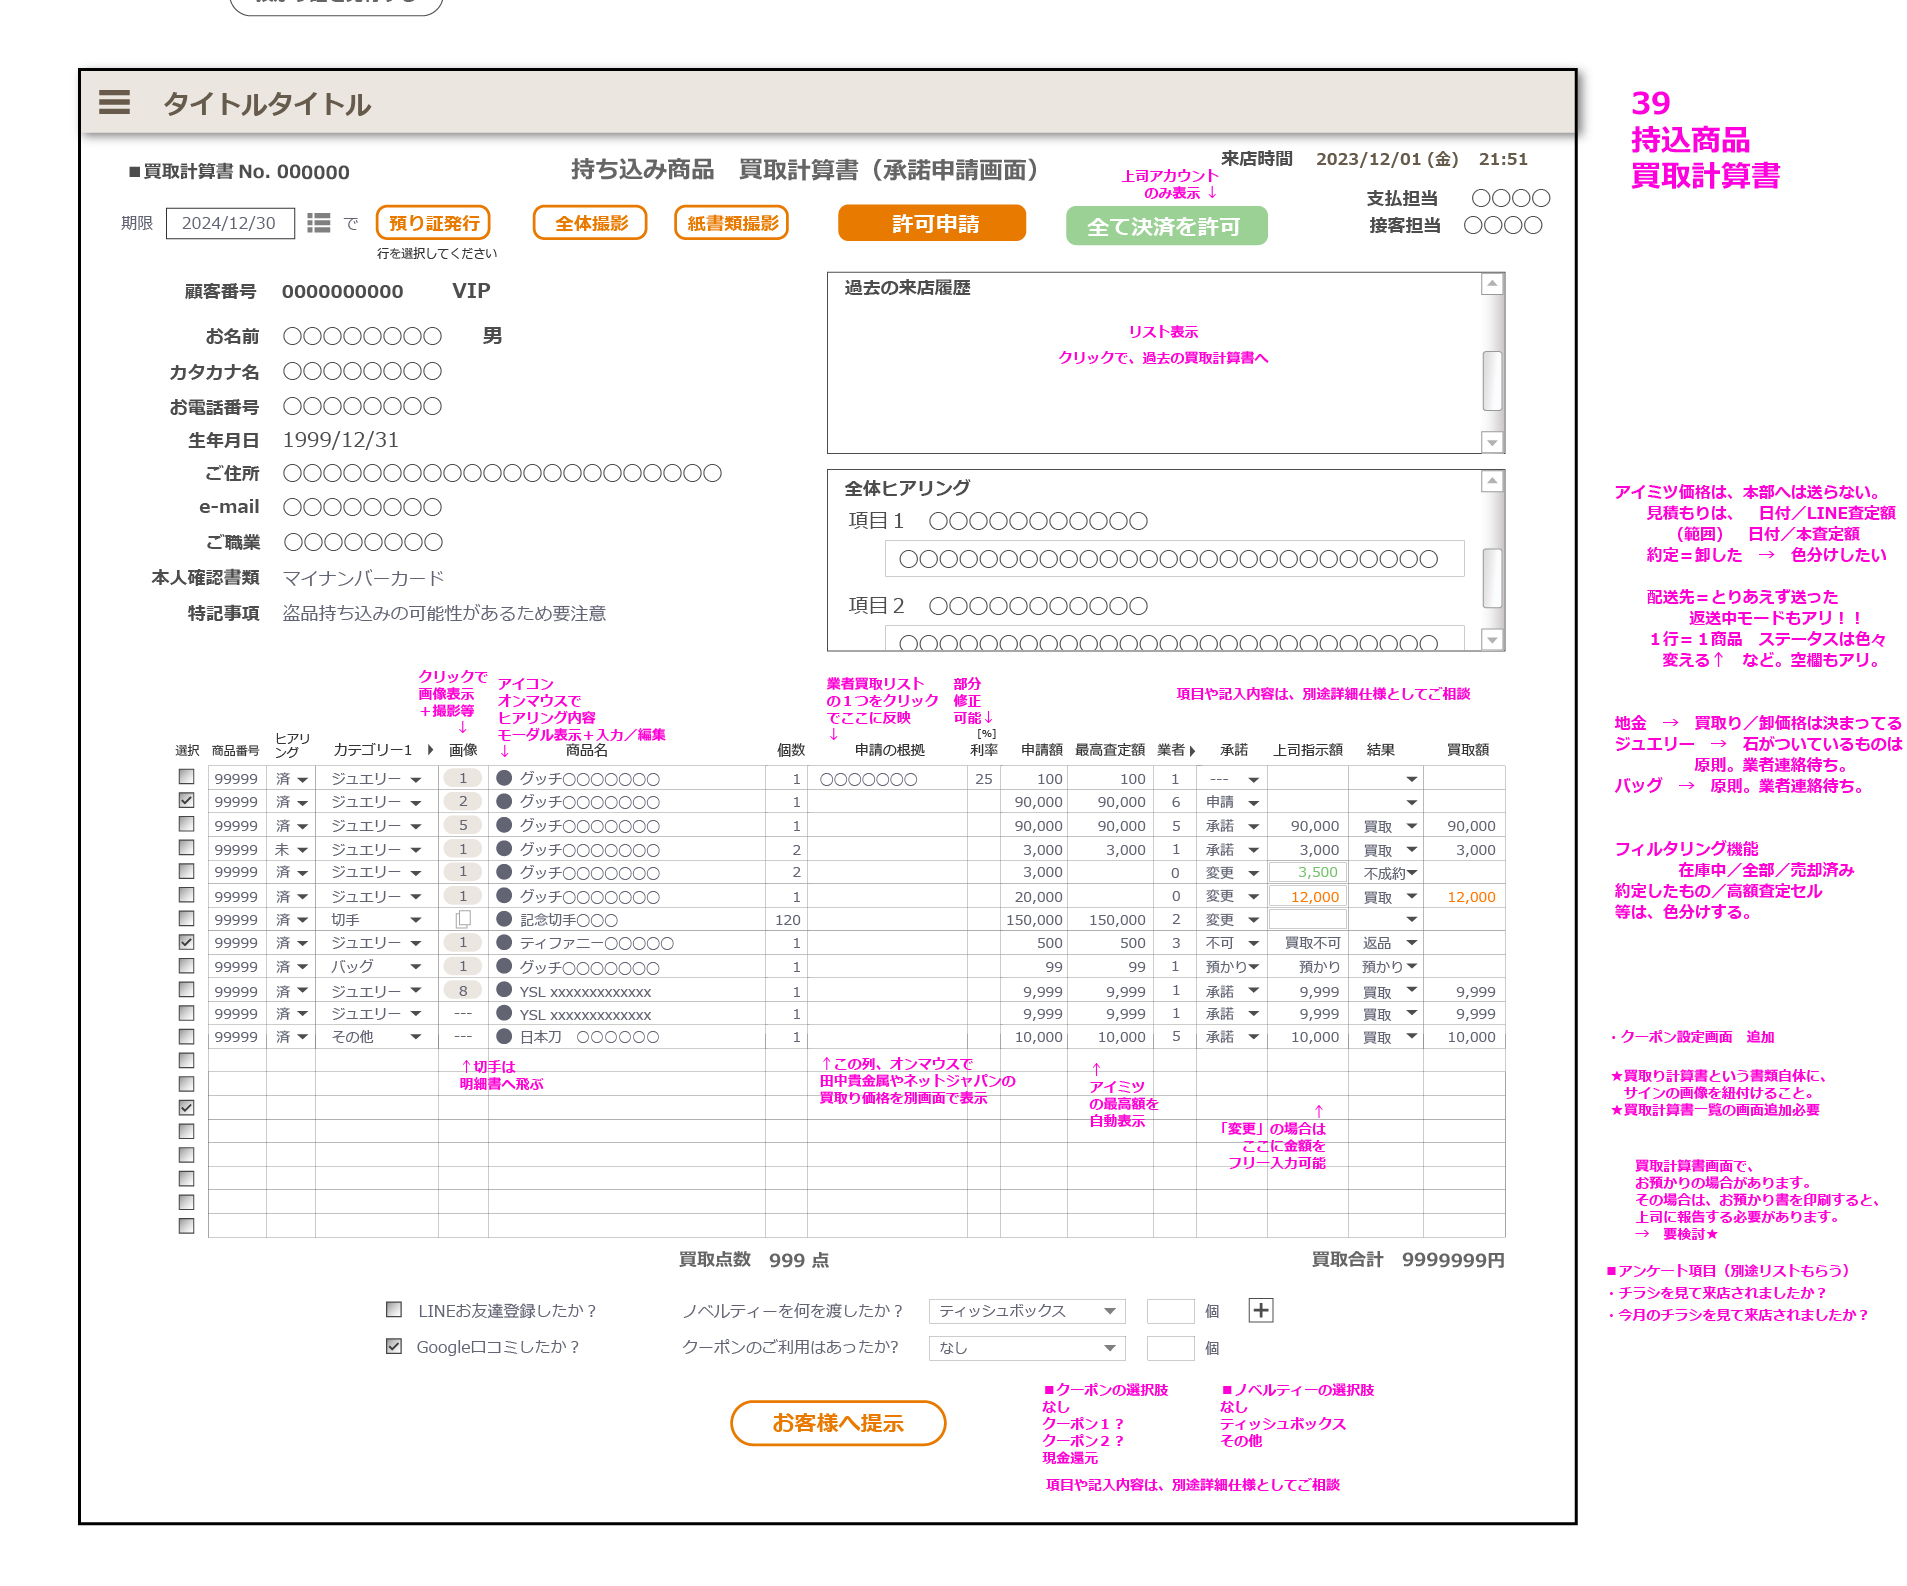 タイトルタイトル
39
持込商品
買取計算書
■買取計算書 No. 000000
持ち込み商品　買取計算書（承諾申請画面）
上司アカウント
のみ表示 ↓
来店時間　2023/12/01 (金)　21:51
支払担当　〇〇〇〇
接客担当　〇〇〇〇
期限　2024/12/30　で　預り証発行　全体撮影　紙書類撮影　許可申請　全て決済を許可
行を選択してください
顧客番号　0000000000　VIP
お名前　〇〇〇〇〇〇〇〇　男
カタカナ名　〇〇〇〇〇〇〇〇
お電話番号　〇〇〇〇〇〇〇〇
生年月日　1999/12/31
ご住所　〇〇〇〇〇〇〇〇〇〇〇〇〇〇〇〇〇〇〇〇〇〇
e-mail　〇〇〇〇〇〇〇〇
ご職業　〇〇〇〇〇〇〇〇
本人確認書類　マイナンバーカード
特記事項　盗品持ち込みの可能性があるため要注意
過去の来店履歴
リスト表示
クリックで、過去の買取計算書へ
全体ヒアリング
項目１　〇〇〇〇〇〇〇〇〇〇〇
〇〇〇〇〇〇〇〇〇〇〇〇〇〇〇〇〇〇〇〇〇〇〇〇〇〇〇
項目２　〇〇〇〇〇〇〇〇〇〇〇
〇〇〇〇〇〇〇〇〇〇〇〇〇〇〇〇〇〇〇〇〇〇〇〇〇〇〇
アイミツ価格は、本部へは送らない。
見積もりは、　日付／LINE査定額
（範囲）　日付／本査定額
約定＝卸した　→　色分けしたい
配送先＝とりあえず送った
返送中モードもアリ！！
１行＝１商品　ステータスは色々
変える↑　など。空欄もアリ。
地金　→　買取り／卸価格は決まってる
ジュエリー　→　石がついているものは
原則。業者連絡待ち。
バッグ　→　原則。業者連絡待ち。
フィルタリング機能
在庫中／全部／売却済み
約定したもの／高額査定セル
等は、色分けする。
・クーポン設定画面　追加
★買取り計算書という書類自体に、
サインの画像を紐付けること。
★買取計算書一覧の画面追加必要
買取計算書画面で、
お預かりの場合があります。
その場合は、お預かり書を印刷すると、
上司に報告する必要があります。
→　要検討★
■アンケート項目（別途リストもらう）
・チラシを見て来店されましたか？
・今月のチラシを見て来店されましたか？
クリックで
画像表示
＋撮影等
↓
アイコン
オンマウスで
ヒアリング内容
モーダル表示＋入力／編集
↓
業者買取リスト
の１つをクリック
でここに反映
↓
部分
修正
可能↓
項目や記入内容は、別途詳細仕様としてご相談
選択　商品番号　ヒアリング　カテゴリー1　画像　商品名　個数　申請の根拠　[%]利率　申請額　最高査定額　業者　承諾　上司指示額　結果　買取額
99999　済　ジュエリー　1　●　グッチ〇〇〇〇〇〇〇　1　〇〇〇〇〇〇〇　25　100　100　1　---
99999　済　ジュエリー　2　●　グッチ〇〇〇〇〇〇〇　1　90,000　90,000　6　申請
99999　済　ジュエリー　5　●　グッチ〇〇〇〇〇〇〇　1　90,000　90,000　5　承諾　90,000　買取　90,000
99999　未　ジュエリー　1　●　グッチ〇〇〇〇〇〇〇　2　3,000　3,000　1　承諾　3,000　買取　3,000
99999　済　ジュエリー　1　●　グッチ〇〇〇〇〇〇〇　2　3,000　0　変更　3,500　不成約
99999　済　ジュエリー　1　●　グッチ〇〇〇〇〇〇〇　1　20,000　0　変更　12,000　買取　12,000
99999　済　切手　●　記念切手〇〇〇　120　150,000　150,000　2　変更
99999　済　ジュエリー　1　●　ティファニー〇〇〇〇〇　1　500　500　3　不可　買取不可　返品
99999　済　バッグ　1　●　グッチ〇〇〇〇〇〇〇　1　99　99　1　預かり　預かり　預かり
99999　済　ジュエリー　8　●　YSL xxxxxxxxxxxxx　1　9,999　9,999　1　承諾　9,999　買取　9,999
99999　済　ジュエリー　---　●　YSL xxxxxxxxxxxxx　1　9,999　9,999　1　承諾　9,999　買取　9,999
99999　済　その他　---　●　日本刀　〇〇〇〇〇〇　1　10,000　10,000　5　承諾　10,000　買取　10,000
↑切手は
明細書へ飛ぶ
↑この列、オンマウスで
田中貴金属やネットジャパンの
買取り価格を別画面で表示
↑
アイミツ
の最高額を
自動表示
↑
「変更」の場合は
ここに金額を
フリー入力可能
買取点数　999 点　買取合計　9999999円
LINEお友達登録したか？　ノベルティーを何を渡したか？　ティッシュボックス　個
Google口コミしたか？　クーポンのご利用はあったか?　なし　個
お客様へ提示
■クーポンの選択肢
なし
クーポン１？
クーポン２？
現金還元
■ノベルティーの選択肢
なし
ティッシュボックス
その他
項目や記入内容は、別途詳細仕様としてご相談